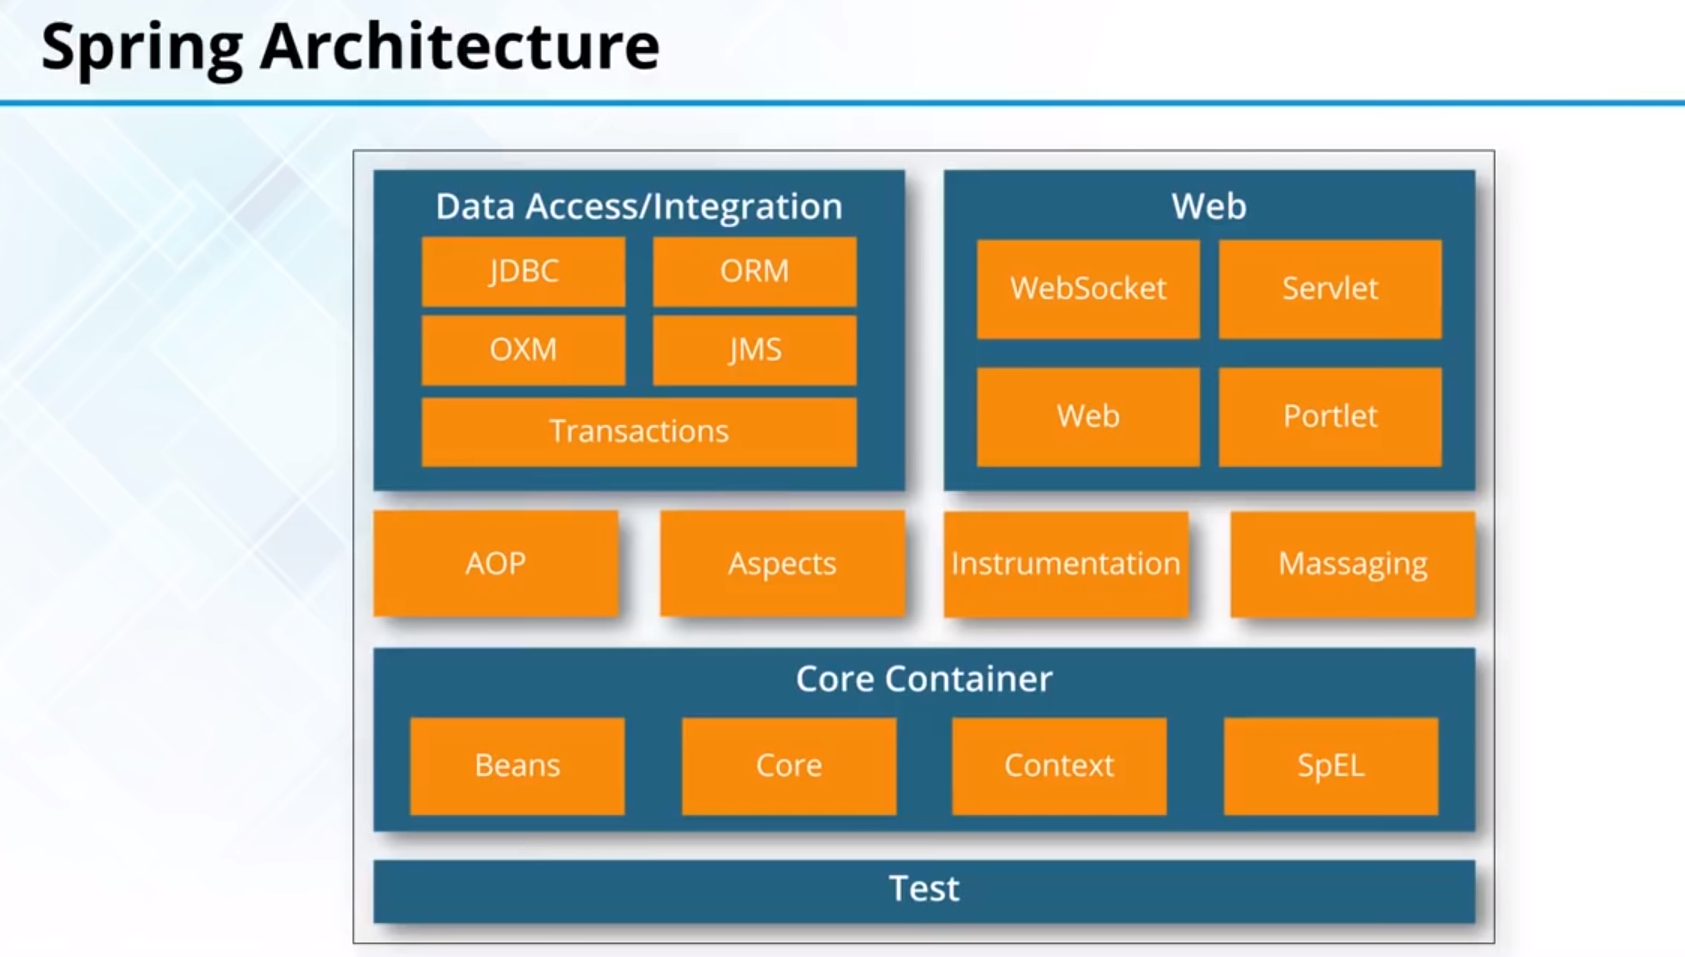 Spring Architecture
Data Access/Integration
JDBC
ORM
OXM
JMS
Transactions
Web
WebSocket
Servlet
Web
Portlet
AOP
Aspects
Instrumentation
Massaging
Core Container
Beans
Core
Context
SpEL
Test